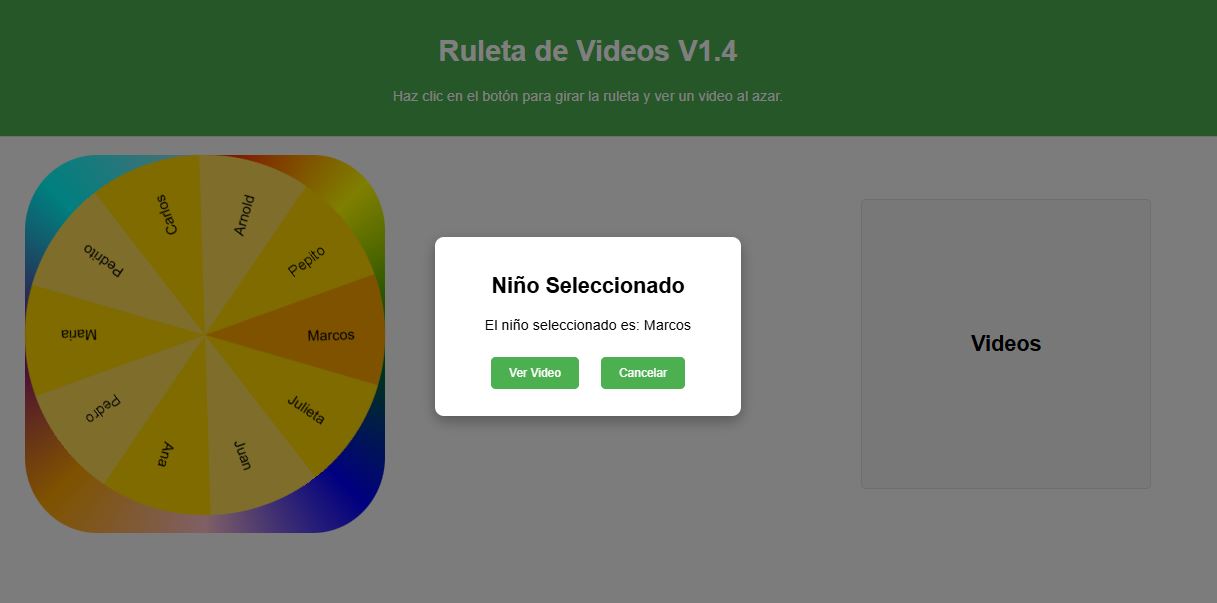 Ruleta de Videos V1.4
Haz clic en el botón para girar la ruleta y ver un video al azar.
Carlos
Arnold
Pepito
Marcos
Julieta
Juan
Ana
Pedro
Maria
Pedrito
Niño Seleccionado
El niño seleccionado es: Marcos
Ver Video
Cancelar
Videos